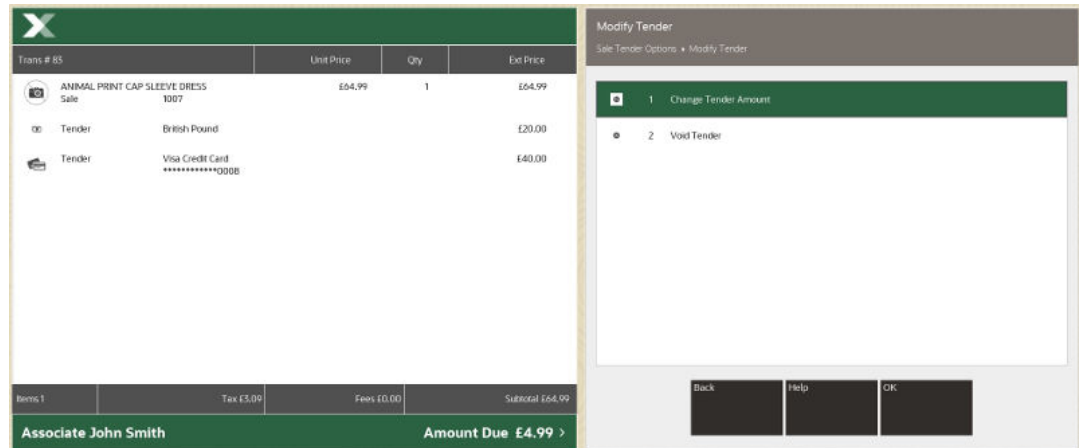 X
Trans # 83 Unit Price Qty Ext Price
ANIMAL PRINT CAP SLEEVE DRESS £64.99 1 £64.99
Sale 1007
Tender British Pound £20.00
Tender Visa Credit Card £40.00
************0008
Items 1 Tax £3.09 Fees £0.00 Subtotal £64.99
Associate John Smith Amount Due £4.99 >
Modify Tender
Sale Tender Options • Modify Tender
1 Change Tender Amount
2 Void Tender
Back Help OK